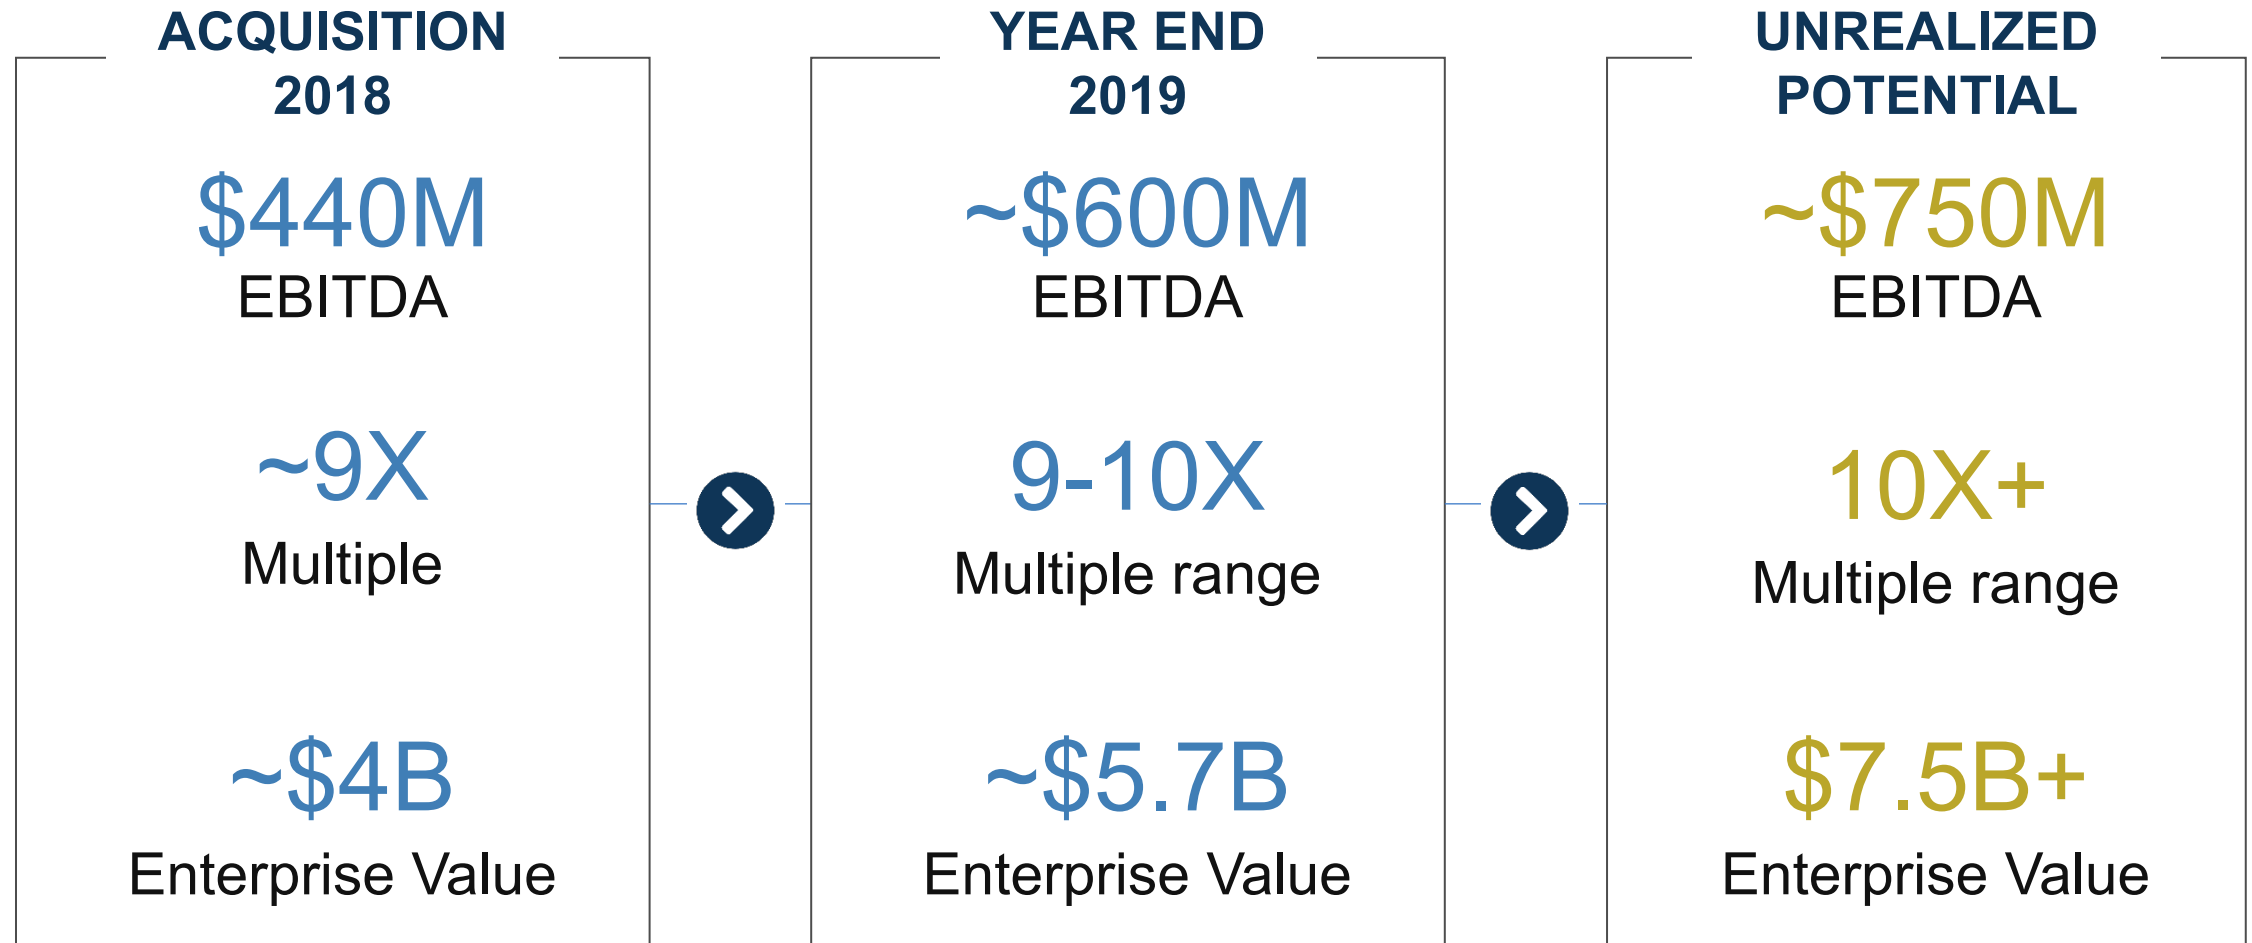 ACQUISITION
2018
$440M
EBITDA
~9X
Multiple
~$4B
Enterprise Value
YEAR END
2019
~$600M
EBITDA
9-10X
Multiple range
~$5.7B
Enterprise Value
UNREALIZED
POTENTIAL
~$750M
EBITDA
10X+
Multiple range
$7.5B+
Enterprise Value